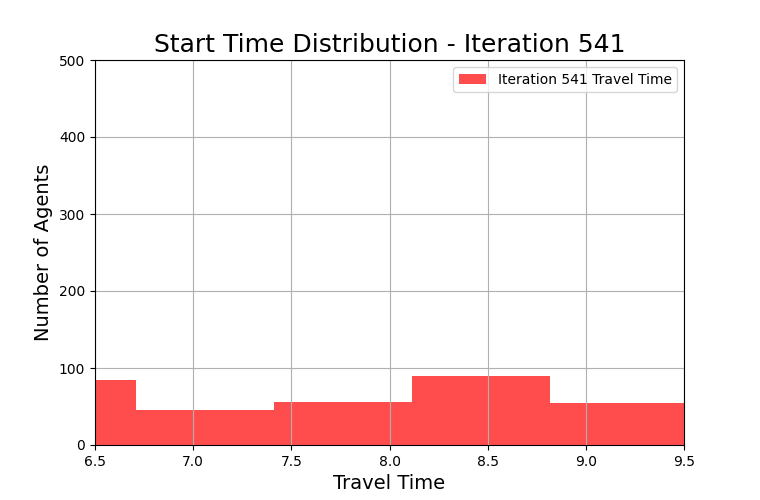 Start Time Distribution - Iteration 541
500
Iteration 541 Travel Time
400
300
200
100
0
Number of Agents
6.5 7.0 7.5 8.0 8.5 9.0 9.5
Travel Time